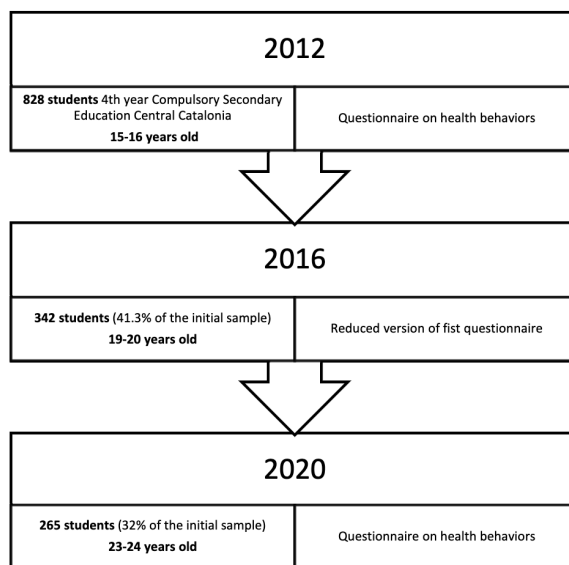 2012
828 students 4th year Compulsory Secondary
Education Central Catalonia
15-16 years old
Questionnaire on health behaviors
2016
342 students (41.3% of the initial sample)
19-20 years old
Reduced version of fist questionnaire
2020
265 students (32% of the initial sample)
23-24 years old
Questionnaire on health behaviors